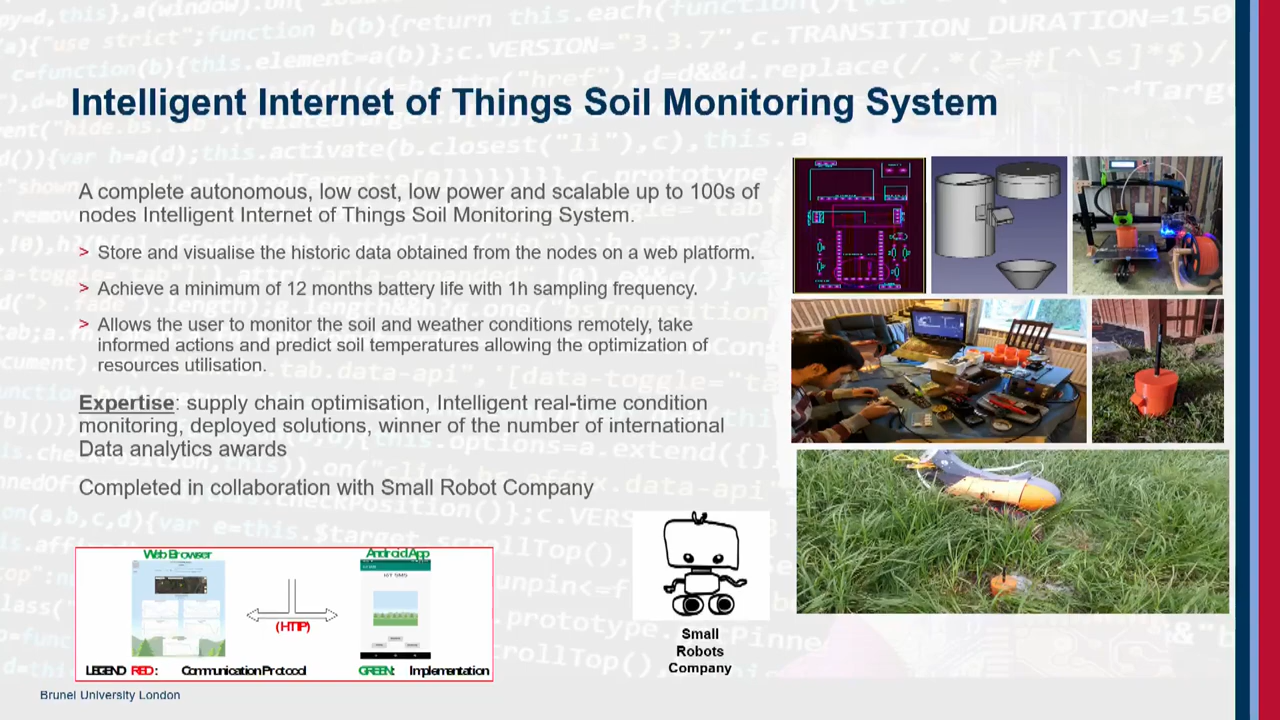 Intelligent Internet of Things Soil Monitoring System
A complete autonomous, low cost, low power and scalable up to 100s of
nodes Intelligent Internet of Things Soil Monitoring System.
> Store and visualise the historic data obtained from the nodes on a web platform.
> Achieved minimum of 12 months battery life with 1h sampling frequency.
> Allows the user to monitor the soil and weather conditions remotely, take
informed actions and predict soil temperatures allowing the optimization of
resources utilisation.
Expertise: supply chain optimisation, Intelligent real-time condition
monitoring, deployed solutions, winner of the number of international
Data analytics awards
Completed in collaboration with Small Robot Company
Web Browser
Android App
IOT SMS
(HTTP)
LEGEND RED: Communication Protocol GREEN: Implementation
Small
Robots
Company
Brunel University London